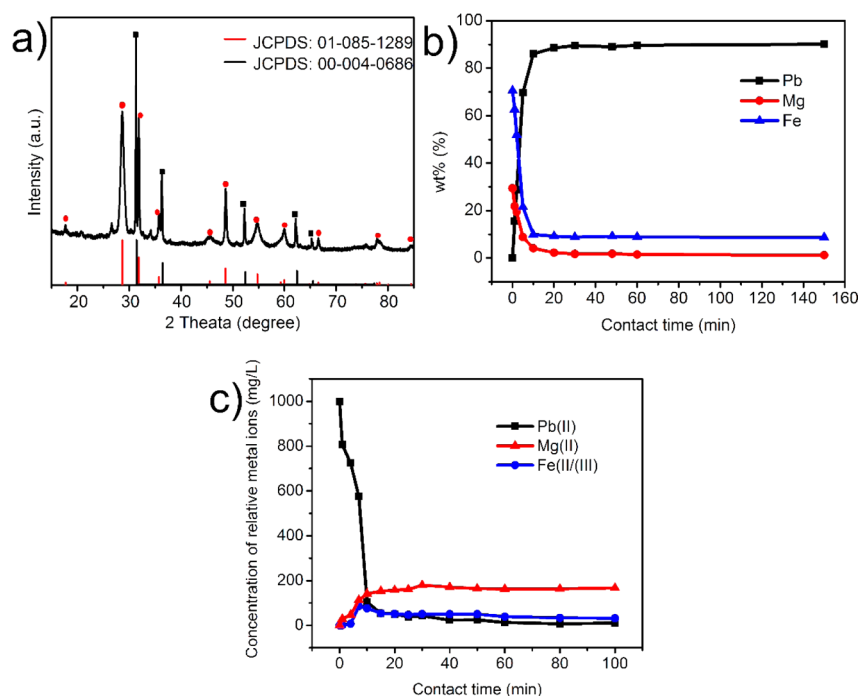 a)
JCPDS: 01-085-1289
JCPDS: 00-004-0686
Intensity (a.u.)
20 30 40 50 60 70 80
2 Theata (degree)
b)
Pb
Mg
Fe
wt% (%)
100
80
60
40
20
0
0 20 40 60 80 100 120 140 160
Contact time (min)
c)
Pb(II)
Mg(II)
Fe(II/(III)
Concentration of relative metal ions (mg/L)
1000
800
600
400
200
0
0 20 40 60 80 100
Contact time (min)